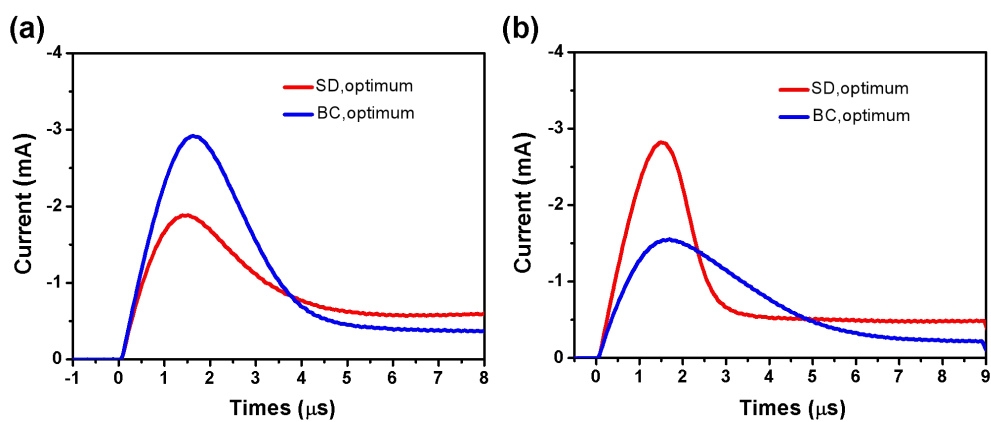 (a)
-4
-3
-2
-1
0
Current (mA)
SD,optimum
BC,optimum
-1 0 1 2 3 4 5 6 7 8
Times (μs)
(b)
-4
-3
-2
-1
0
Current (mA)
SD,optimum
BC,optimum
0 1 2 3 4 5 6 7 8 9
Times (μs)